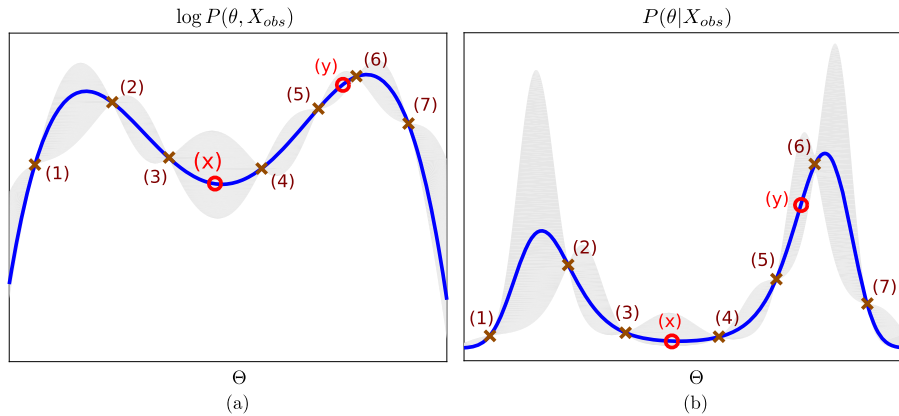 log P(θ, X_obs)
(1)
(2)
(3)
(x)
(4)
(5)
(y)
(6)
(7)
Θ
(a)
P(θ|X_obs)
(1)
(2)
(3)
(x)
(4)
(5)
(y)
(6)
(7)
Θ
(b)